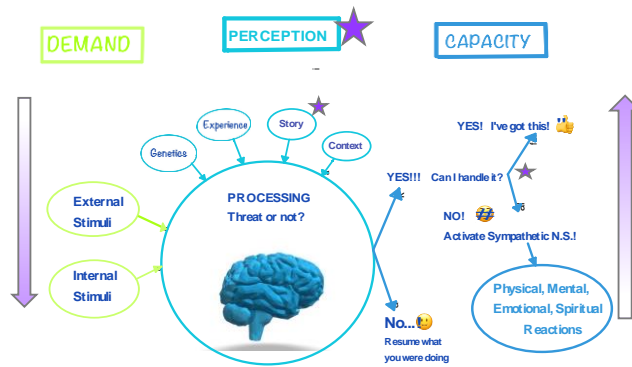 DEMAND
PERCEPTION
CAPACITY
Genetics
Experience
Story
Context
External
Stimuli
Internal
Stimuli
PROCESSING
Threat or not?
YES!!!
Can I handle it?
YES! I've got this!
NO!
Activate Sympathetic N.S.!
Physical, Mental,
Emotional, Spiritual
Reactions
No...
Resume what
you were doing